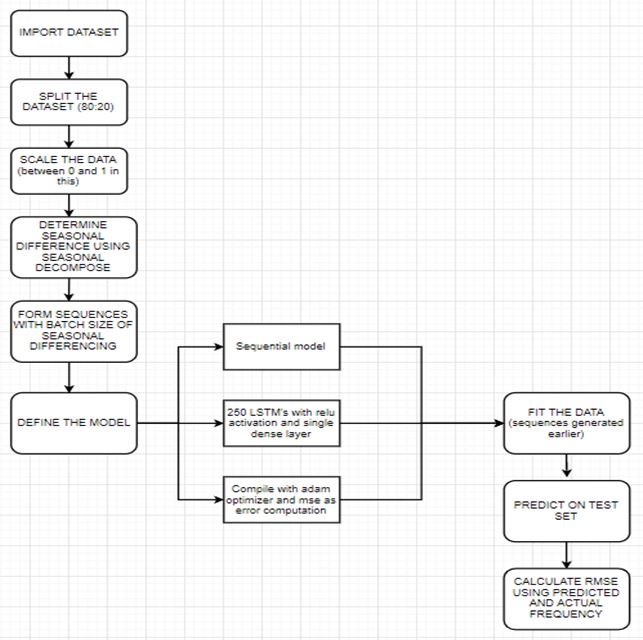 IMPORT DATASET
SPLIT THE
DATASET (80:20)
SCALE THE DATA
(between 0 and 1 in
this)
DETERMINE
SEASONAL
DIFFERENCE USING
SEASONAL
DECOMPOSE
FORM SEQUENCES
WITH BATCH SIZE OF
SEASONAL
DIFFERENCING
DEFINE THE MODEL
Sequential model
250 LSTM's with relu
activation and single
dense layer
Compile with adam
optimizer and mse as
error computation
FIT THE DATA
(sequences generated
earlier)
PREDICT ON TEST
SET
CALCULATE RMSE
USING PREDICTED
AND ACTUAL
FREQUENCY